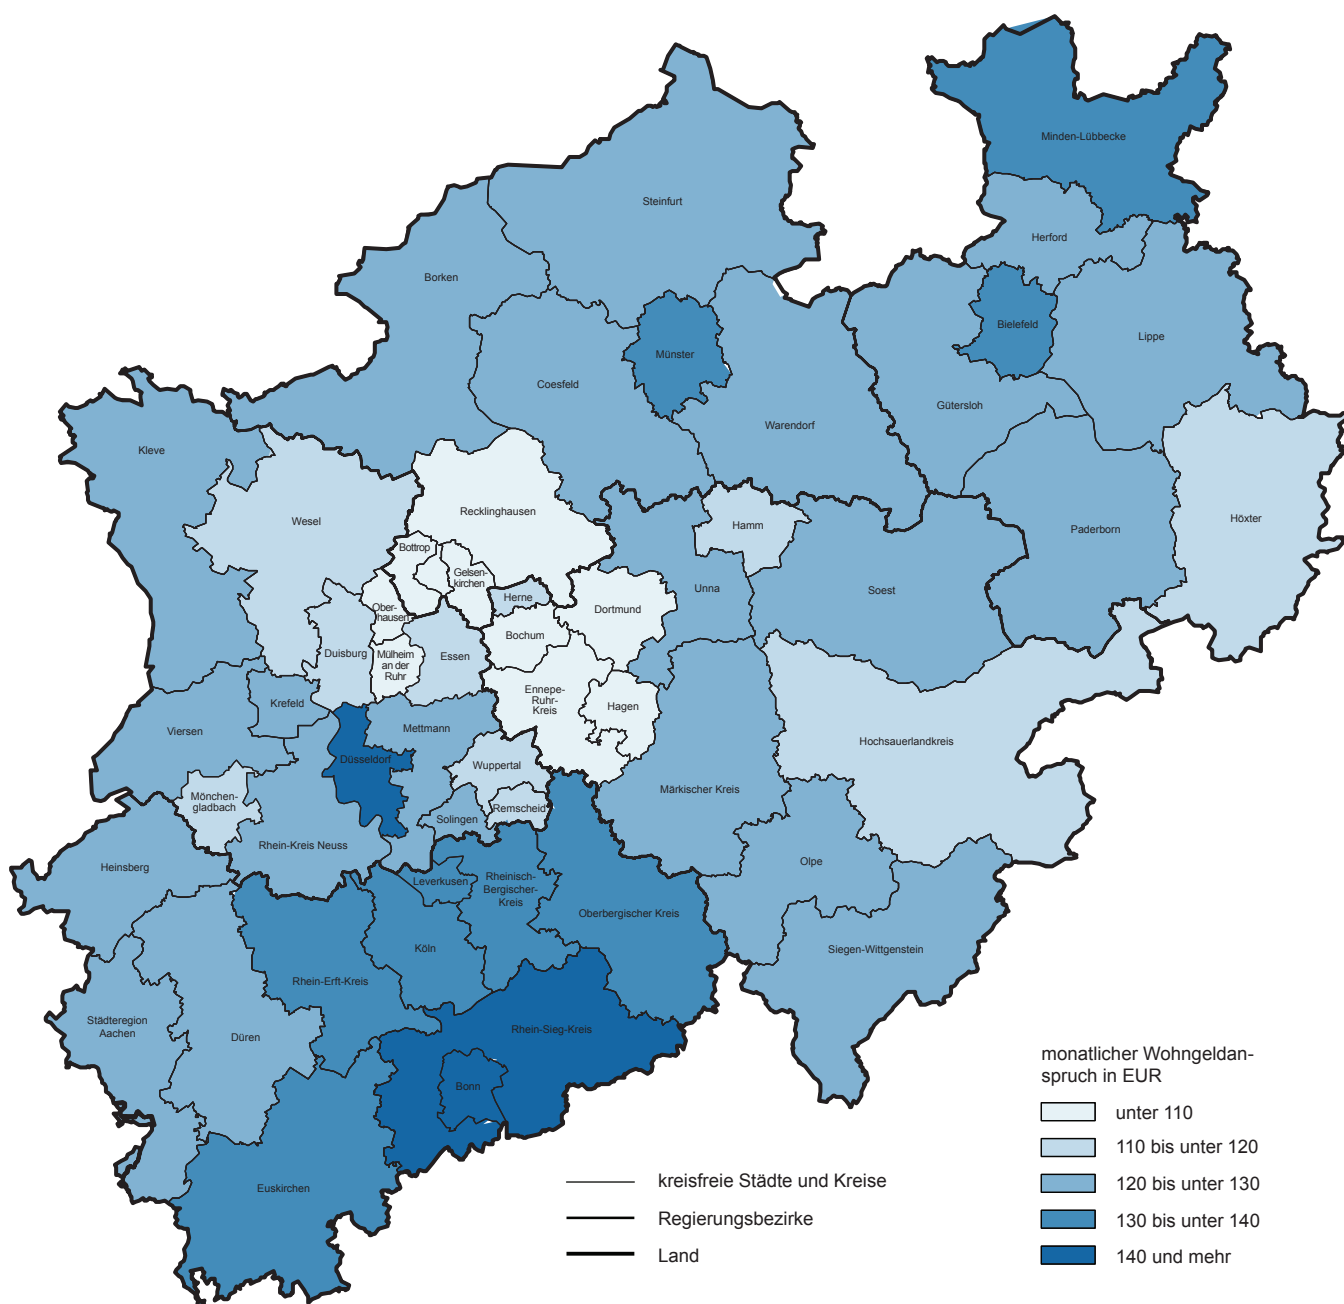 Minden-Lübbecke
Steinfurt
Herford
Borken
Bielefeld
Lippe
Münster
Coesfeld
Gütersloh
Warendorf
Kleve
Recklinghausen
Wesel
Hamm
Höxter
Paderborn
Bottrop
Gelsen-
kirchen
Herne
Unna
Soest
Ober-
hausen
Dortmund
Bochum
Duisburg
Mülheim
an der
Ruhr
Essen
Ennepe-
Ruhr-
Kreis
Hagen
Krefeld
Viersen
Mettmann
Düsseldorf
Hochsauerlandkreis
Wuppertal
Mönchen-
gladbach
Remscheid
Märkischer Kreis
Solingen
Rhein-Kreis Neuss
Heinsberg
Olpe
Leverkusen
Rheinisch-
Bergischer-
Kreis
Oberbergischer Kreis
Köln
Siegen-Wittgenstein
Rhein-Erft-Kreis
Städteregion
Aachen
Düren
Rhein-Sieg-Kreis
Bonn
Euskirchen
kreisfreie Städte und Kreise
Regierungsbezirke
Land
monatlicher Wohngeldan-
spruch in EUR
unter 110
110 bis unter 120
120 bis unter 130
130 bis unter 140
140 und mehr